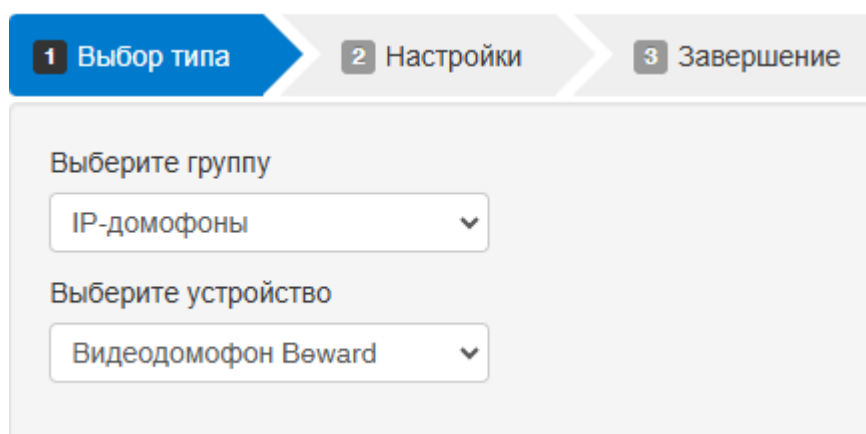 1 Выбор типа 2 Настройки 3 Завершение
Выберите группу
IP-домофоны
Выберите устройство
Видеодомофон Beward